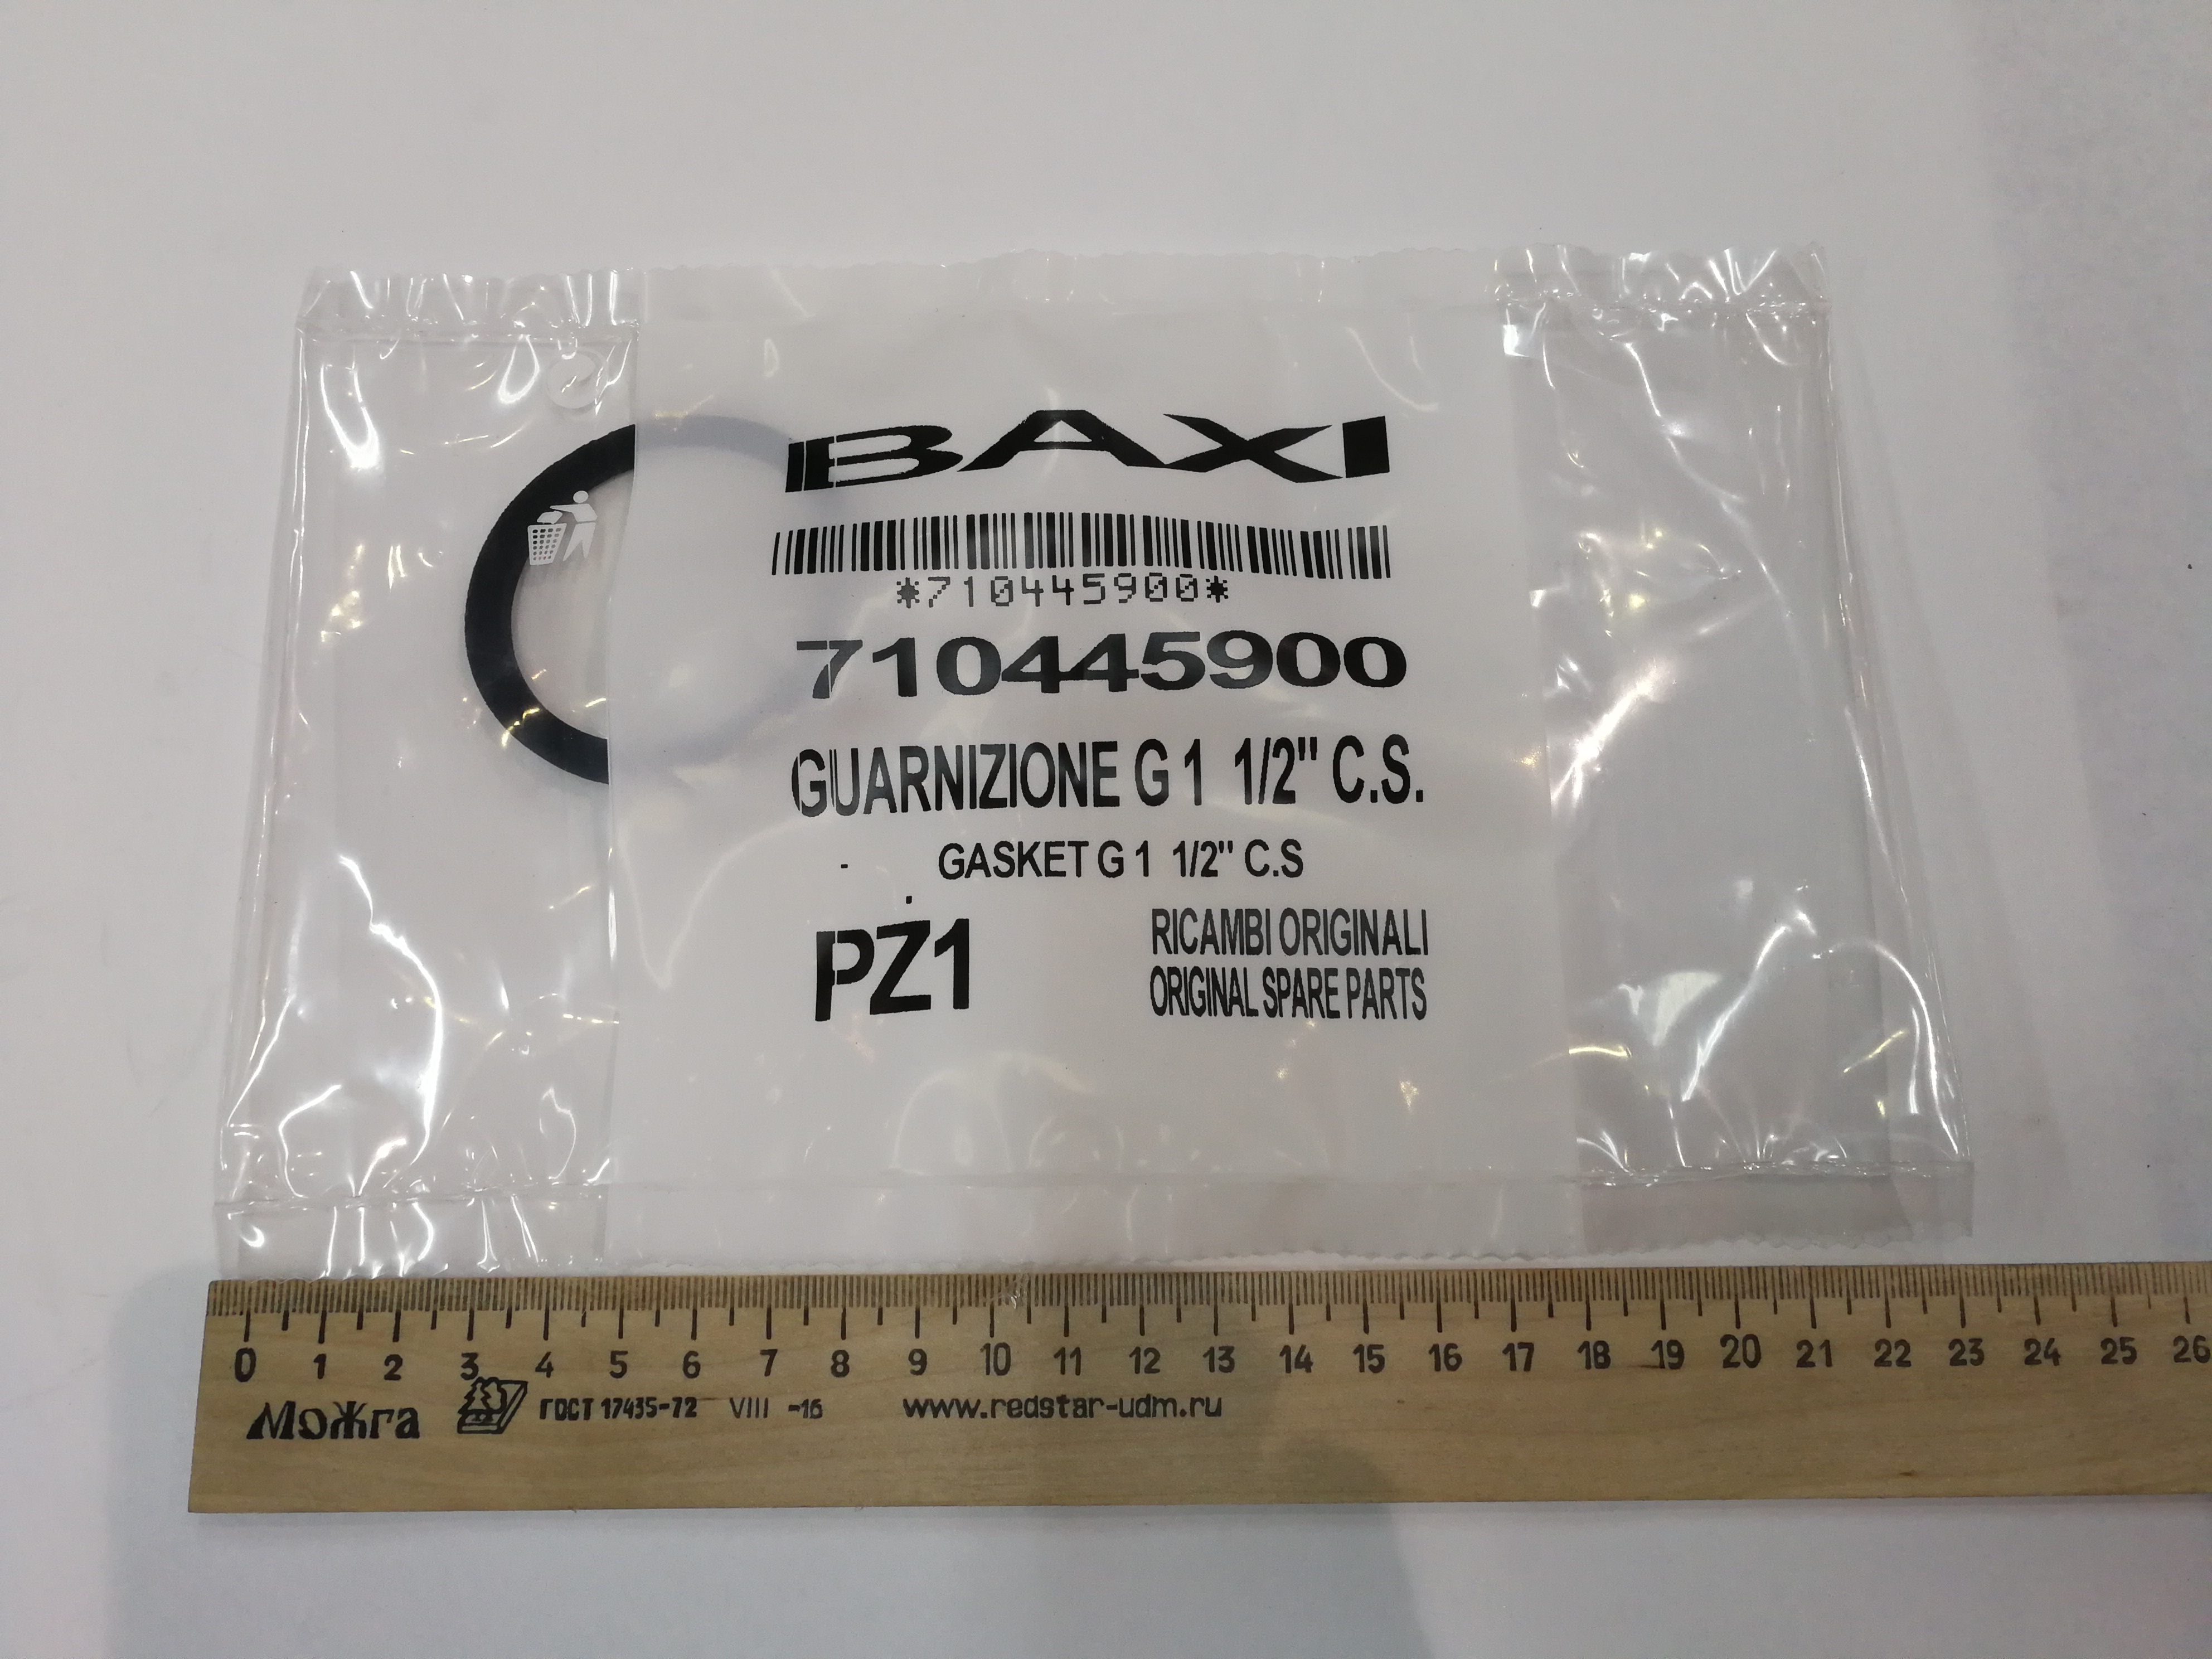 BAXI
*710445900*
710445900
GUARNIZIONE G 1 1/2" C.S.
- GASKET G 1 1/2" C.S
PZ1
RICAMBI ORIGINALI
ORIGINAL SPARE PARTS
0 1 2 3 4 5 6 7 8 9 10 11 12 13 14 15 16 17 18 19 20 21 22 23 24 25 26
Можга ГОСТ 17435-72 VIII -16 www.redstar-udm.ru